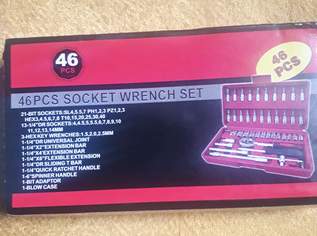 46
PCS
46
PCS
46PCS SOCKET WRENCH SET
21-BIT SOCKETS:SL4,5.5,7 PH1,2,3 PZ1,2,3
HEX3,4,5,6,7,8 T10,15,20,25,30,40
13-1/4"DR SOCKETS:4,4.5,5,5.5,6,7,8,9,10
11,12,13,14MM
3-HEX KEY WRENCHES:1.5,2.0,2.5MM
1-1/4"DR UNIVERSAL JOINT
1-1/4"X2"EXTENSION BAR
1-1/4"X4"EXTENSION BAR
1-1/4"X6"FLEXIBLE EXTENSION
1-1/4"DR SLIDING T BAR
1-1/4"QUICK RATCHET HANDLE
1-6"SPINNER HANDLE
1-BIT ADAPTOR
1-BLOW CASE